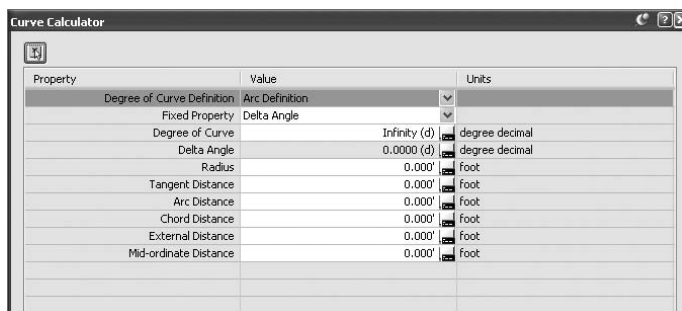 Curve Calculator
Property Value Units
Degree of Curve Definition Arc Definition
Fixed Property Delta Angle
Degree of Curve Infinity (d) degree decimal
Delta Angle 0.0000 (d) degree decimal
Radius 0.000' foot
Tangent Distance 0.000' foot
Arc Distance 0.000' foot
Chord Distance 0.000' foot
External Distance 0.000' foot
Mid-ordinate Distance 0.000' foot